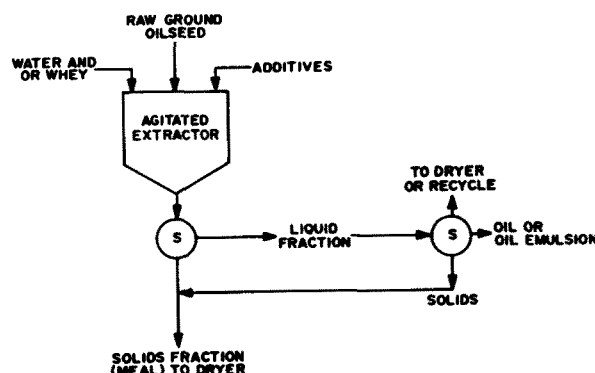 RAW GROUND
OILSEED
WATER AND
OR WHEY
ADDITIVES
AGITATED
EXTRACTOR
TO DRYER
OR RECYCLE
S
LIQUID
FRACTION
S
OIL OR
OIL EMULSION
SOLIDS
SOLIDS FRACTION
(MEAL) TO DRYER